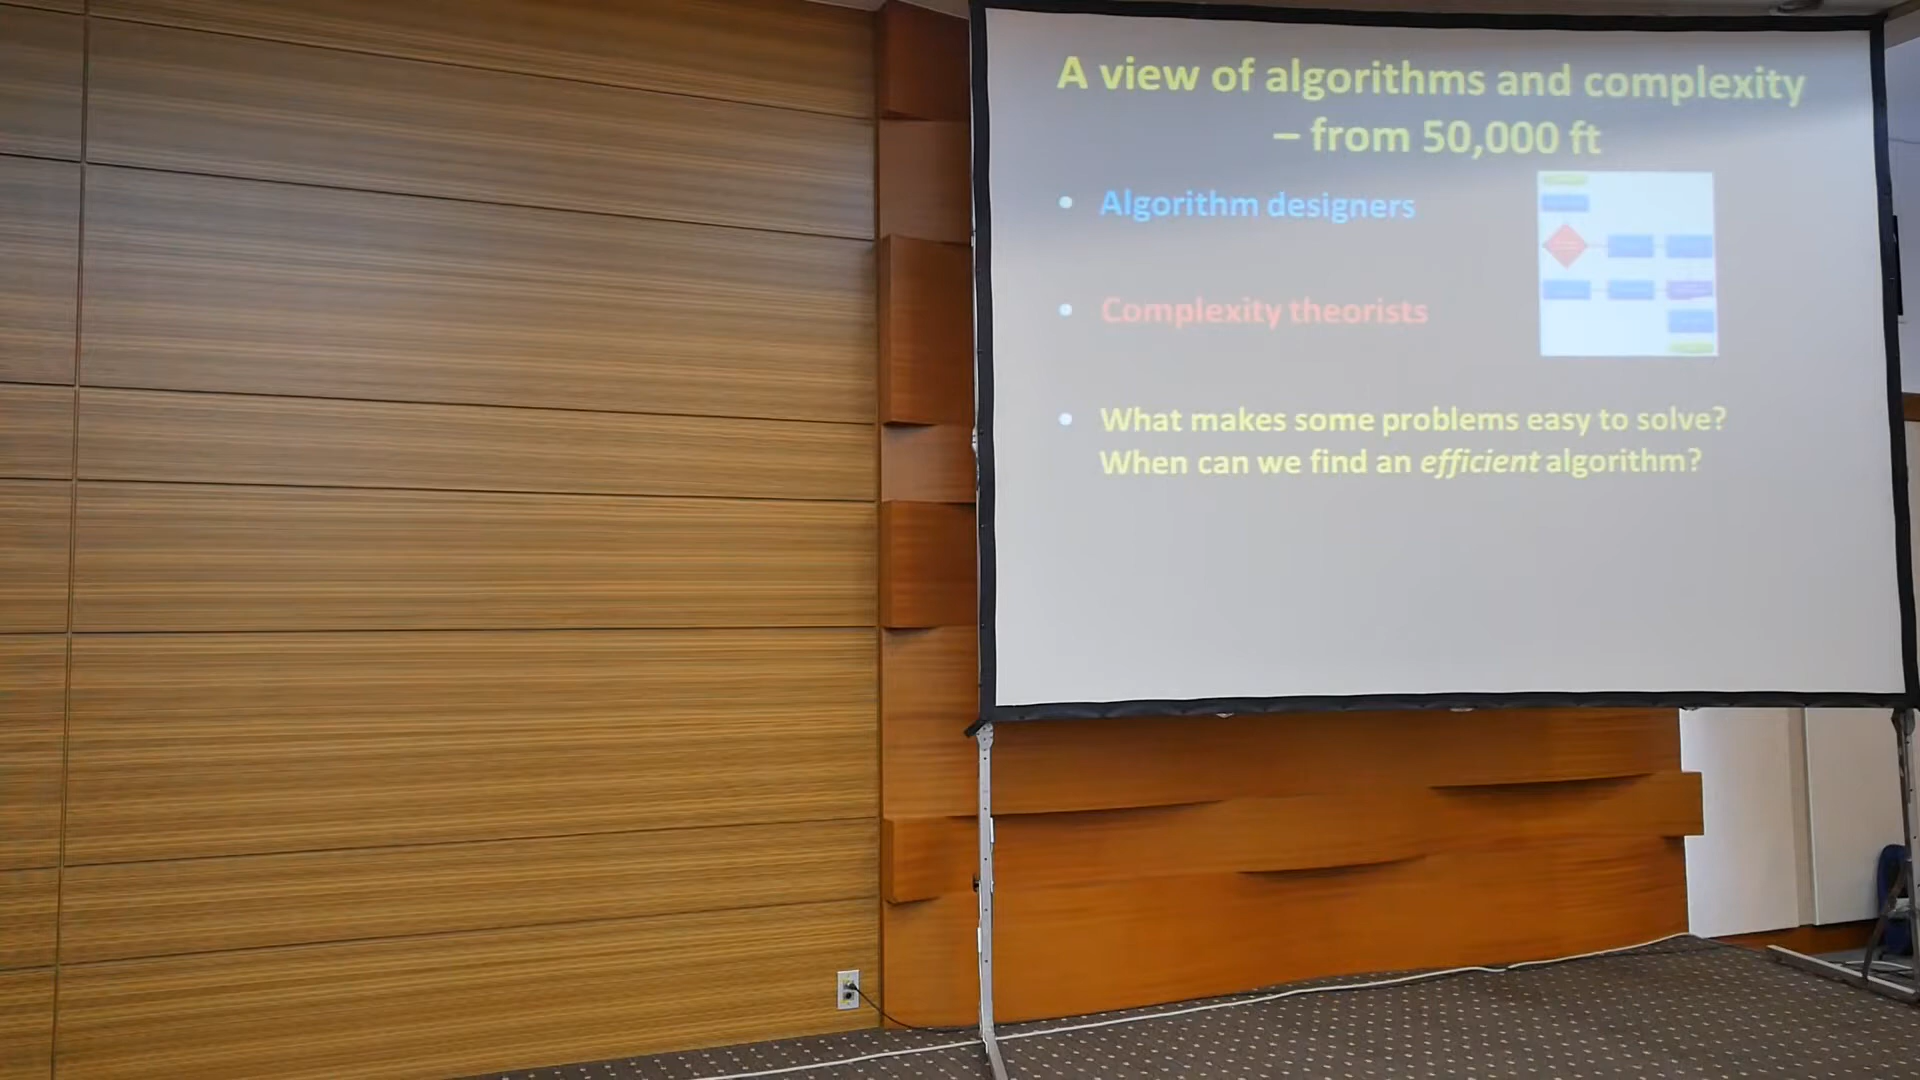 A view of algorithms and complexity
– from 50,000 ft
• Algorithm designers
• Complexity theorists
• What makes some problems easy to solve?
When can we find an efficient algorithm?